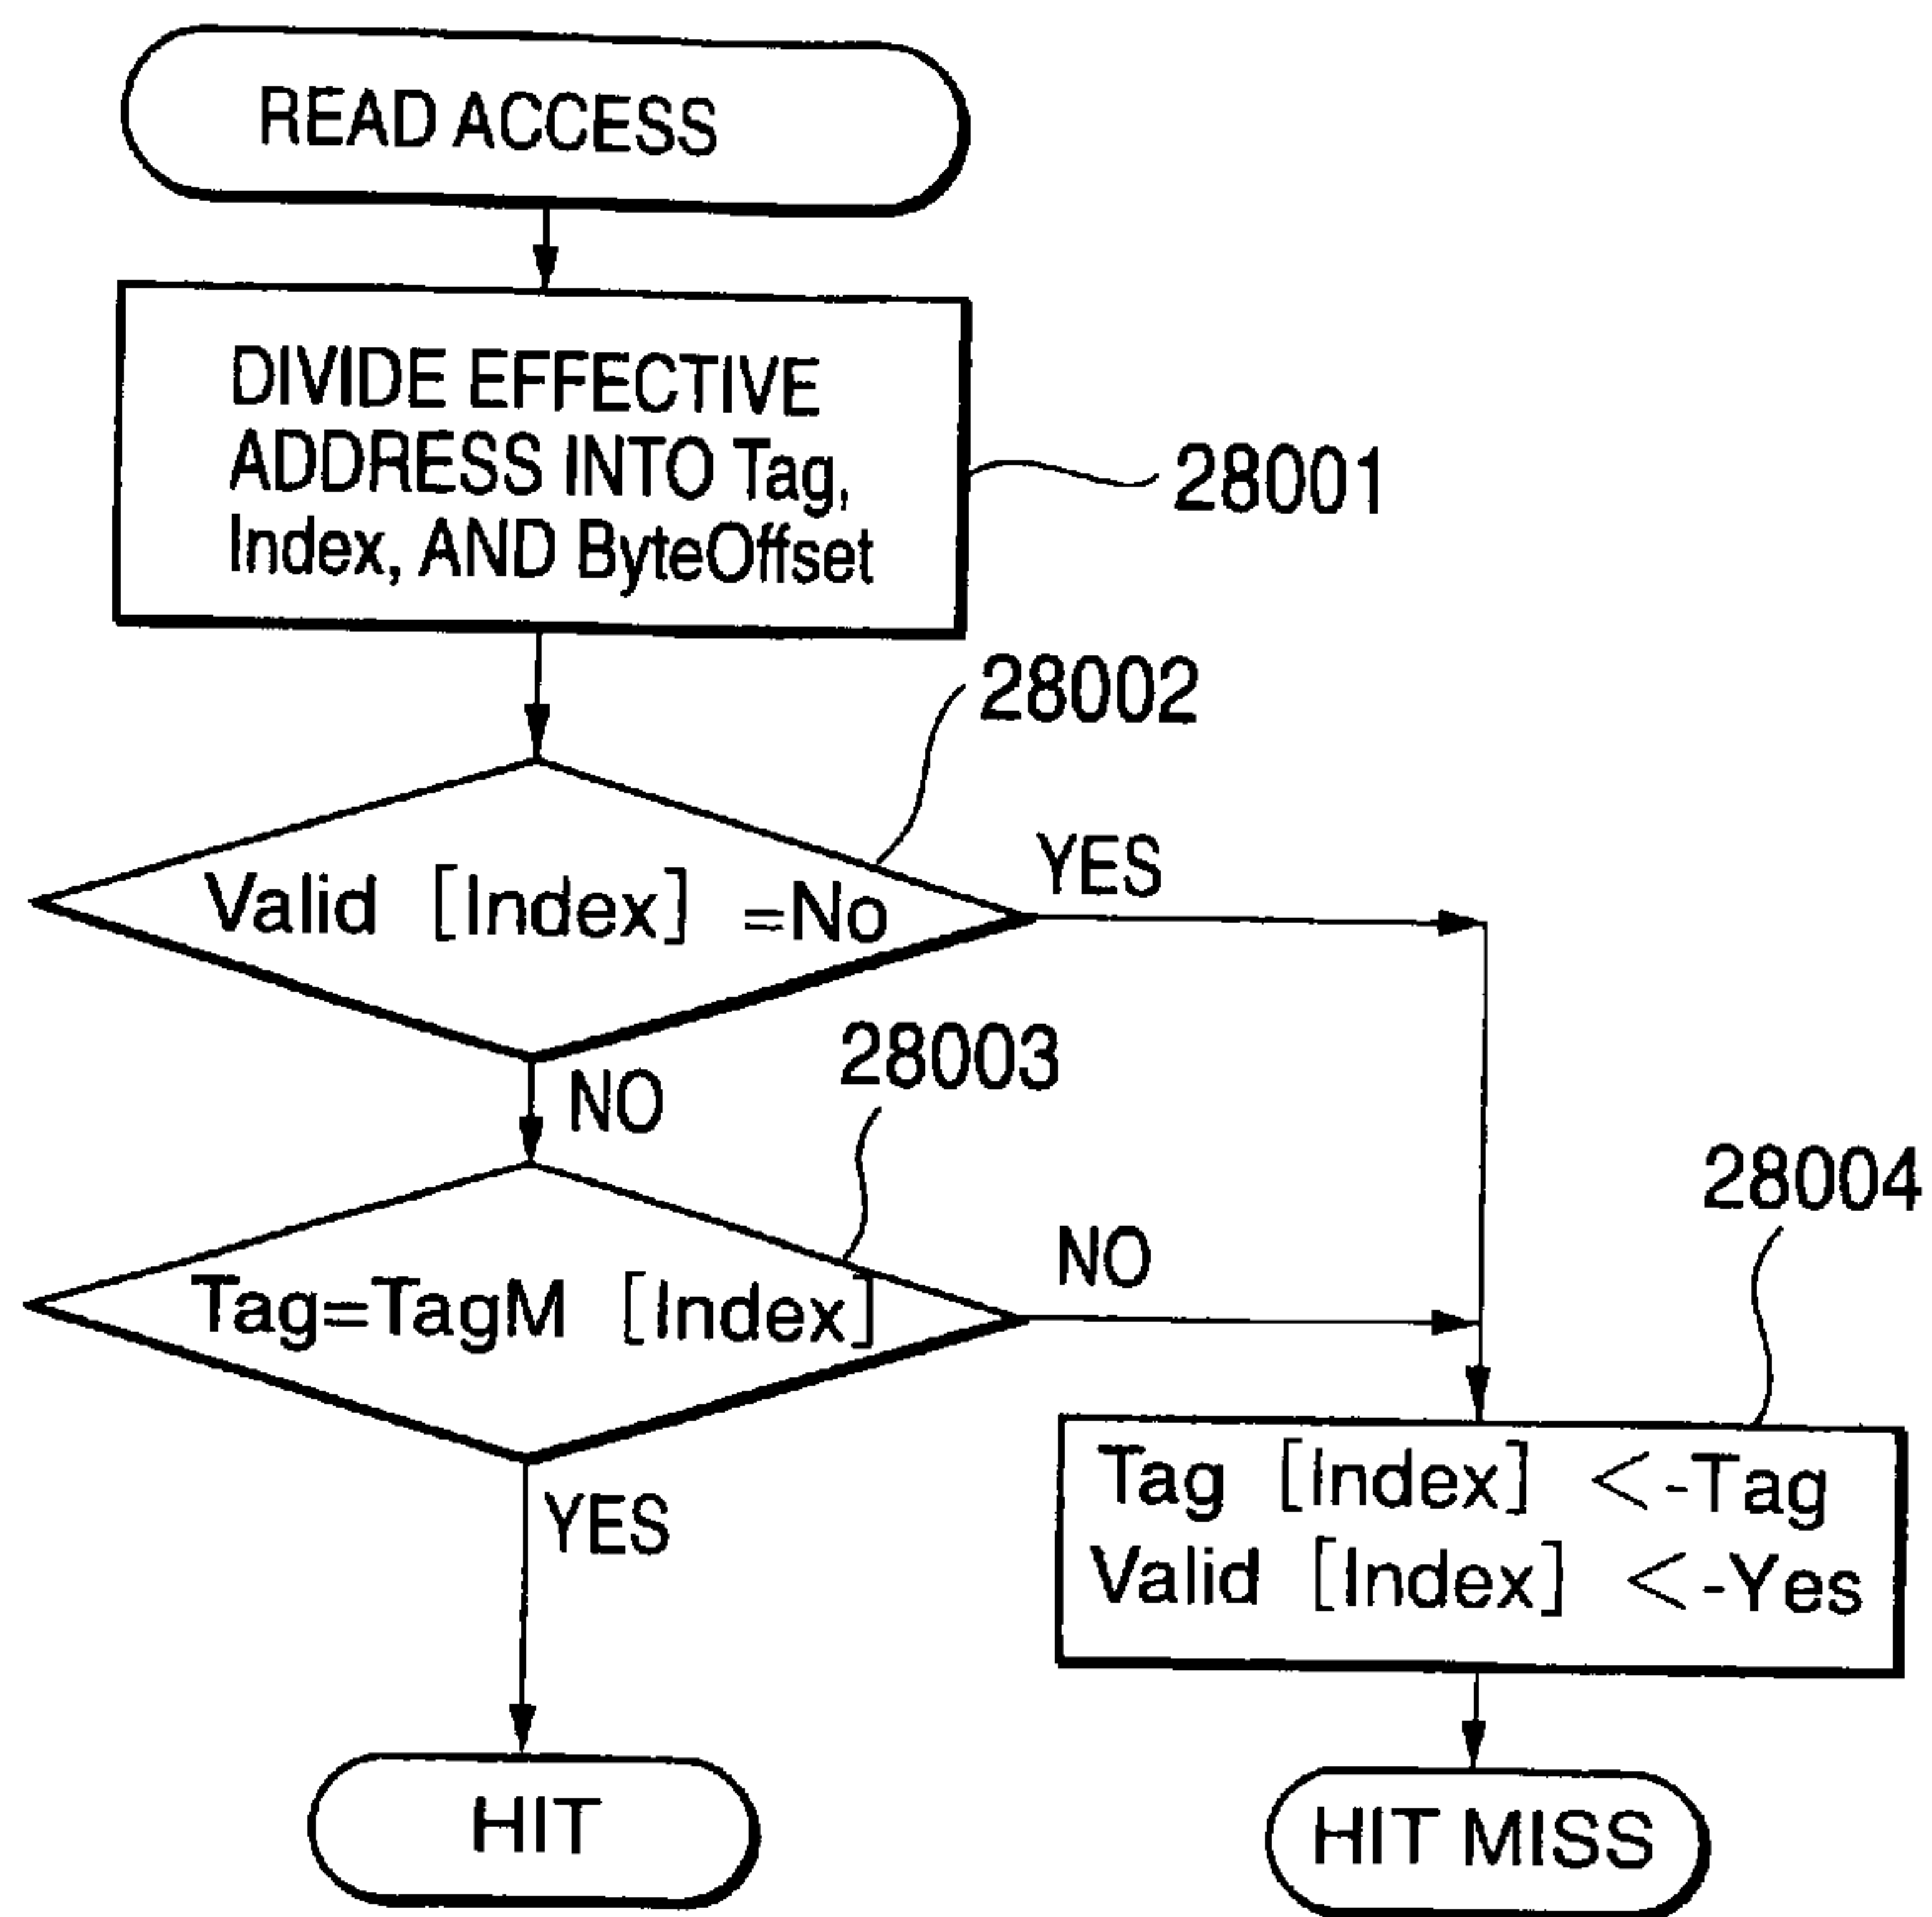 READ ACCESS
DIVIDE EFFECTIVE
ADDRESS INTO Tag,
Index, AND ByteOffset
28001
28002
Valid [Index] =No
YES
NO
28003
Tag=TagM [Index]
NO
YES
28004
Tag [Index] <-Tag
Valid [Index] <-Yes
HIT
HIT MISS